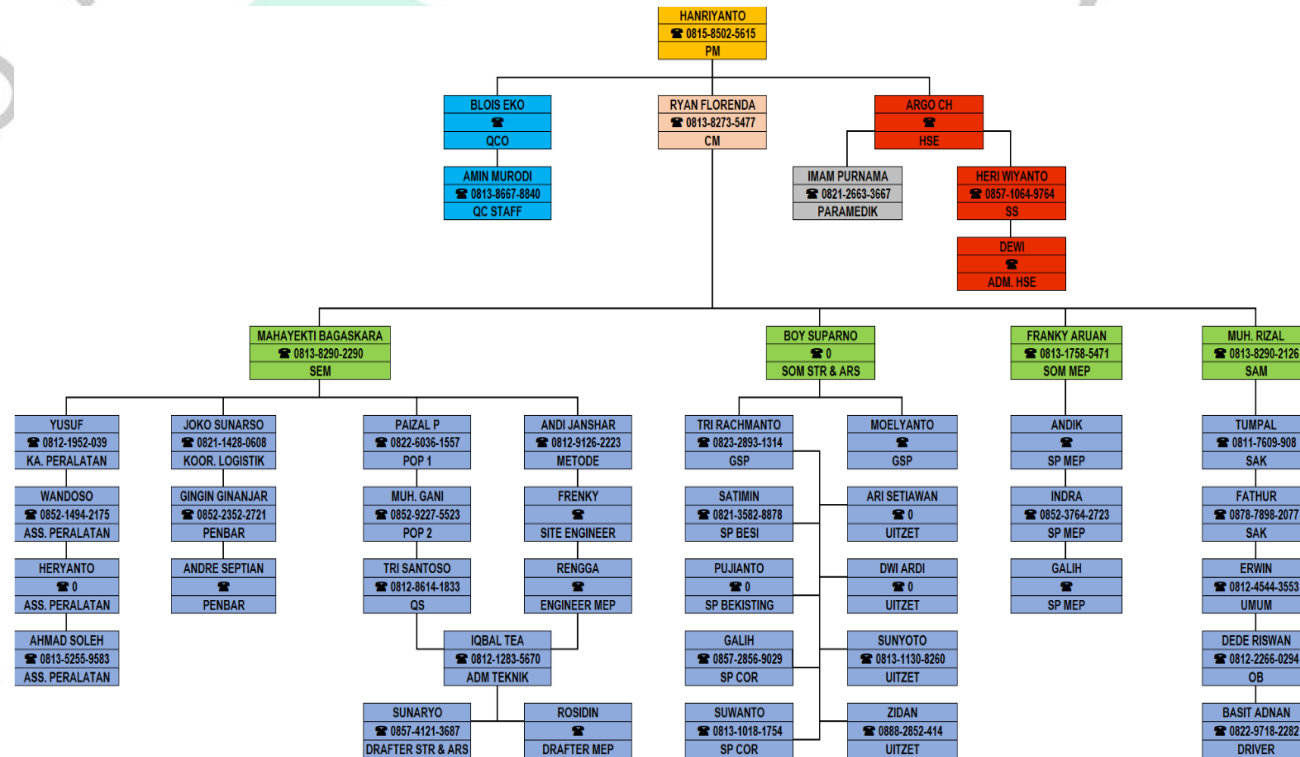 HANRIYANTO
☎ 0815-8502-5615
PM
BLOIS EKO
☎
QCO
RYAN FLORENDA
☎ 0813-8273-5477
CM
ARGO CH
☎
HSE
AMIN MURODI
☎ 0813-8667-8840
QC STAFF
IMAM PURNAMA
☎ 0821-2663-3667
PARAMEDIK
HERI WIYANTO
☎ 0857-1064-9764
SS
DEWI
☎
ADM. HSE
MAHAYEKTI BAGASKARA
☎ 0813-8290-2290
SEM
BOY SUPARNO
☎ 0
SOM STR & ARS
FRANKY ARUAN
☎ 0813-1758-5471
SOM MEP
MUH. RIZAL
☎ 0813-8290-2126
SAM
YUSUF
☎ 0812-1952-039
KA. PERALATAN
JOKO SUNARSO
☎ 0821-1428-0608
KOOR. LOGISTIK
PAIZAL P
☎ 0822-6036-1557
POP 1
ANDI JANSHAR
☎ 0812-9126-2223
METODE
TRI RACHMANTO
☎ 0823-2893-1314
GSP
MOELYANTO
☎
GSP
ANDIK
☎
SP MEP
TUMPAL
☎ 0811-7609-908
SAK
WANDOSO
☎ 0852-1494-2175
ASS. PERALATAN
GINGIN GINANJAR
☎ 0852-2352-2721
PENBAR
MUH. GANI
☎ 0852-9227-5523
POP 2
FRENKY
☎
SITE ENGINEER
SATIMIN
☎ 0821-3582-8878
SP BESI
ARI SETIAWAN
☎ 0
UITZET
INDRA
☎ 0852-3764-2723
SP MEP
FATHUR
☎ 0878-7898-2077
SAK
HERYANTO
☎ 0
ASS. PERALATAN
ANDRE SEPTIAN
☎
PENBAR
TRI SANTOSO
☎ 0812-8614-1833
QS
RENGGA
☎
ENGINEER MEP
PUJIANTO
☎ 0
SP BEKISTING
DWI ARDI
☎ 0
UITZET
GALIH
☎
SP MEP
ERWIN
☎ 0812-4544-3553
UMUM
AHMAD SOLEH
☎ 0813-5255-9583
ASS. PERALATAN
IQBAL TEA
☎ 0812-1283-5670
ADM TEKNIK
GALIH
☎ 0857-2856-9029
SP COR
SUNYOTO
☎ 0813-1130-8260
UITZET
DEDE RISWAN
☎ 0812-2266-0294
OB
SUNARYO
☎ 0857-4121-3687
DRAFTER STR & ARS
ROSIDIN
☎
DRAFTER MEP
SUWANTO
☎ 0813-1018-1754
SP COR
ZIDAN
☎ 0888-2852-414
UITZET
BASIT ADNAN
☎ 0822-9718-2282
DRIVER